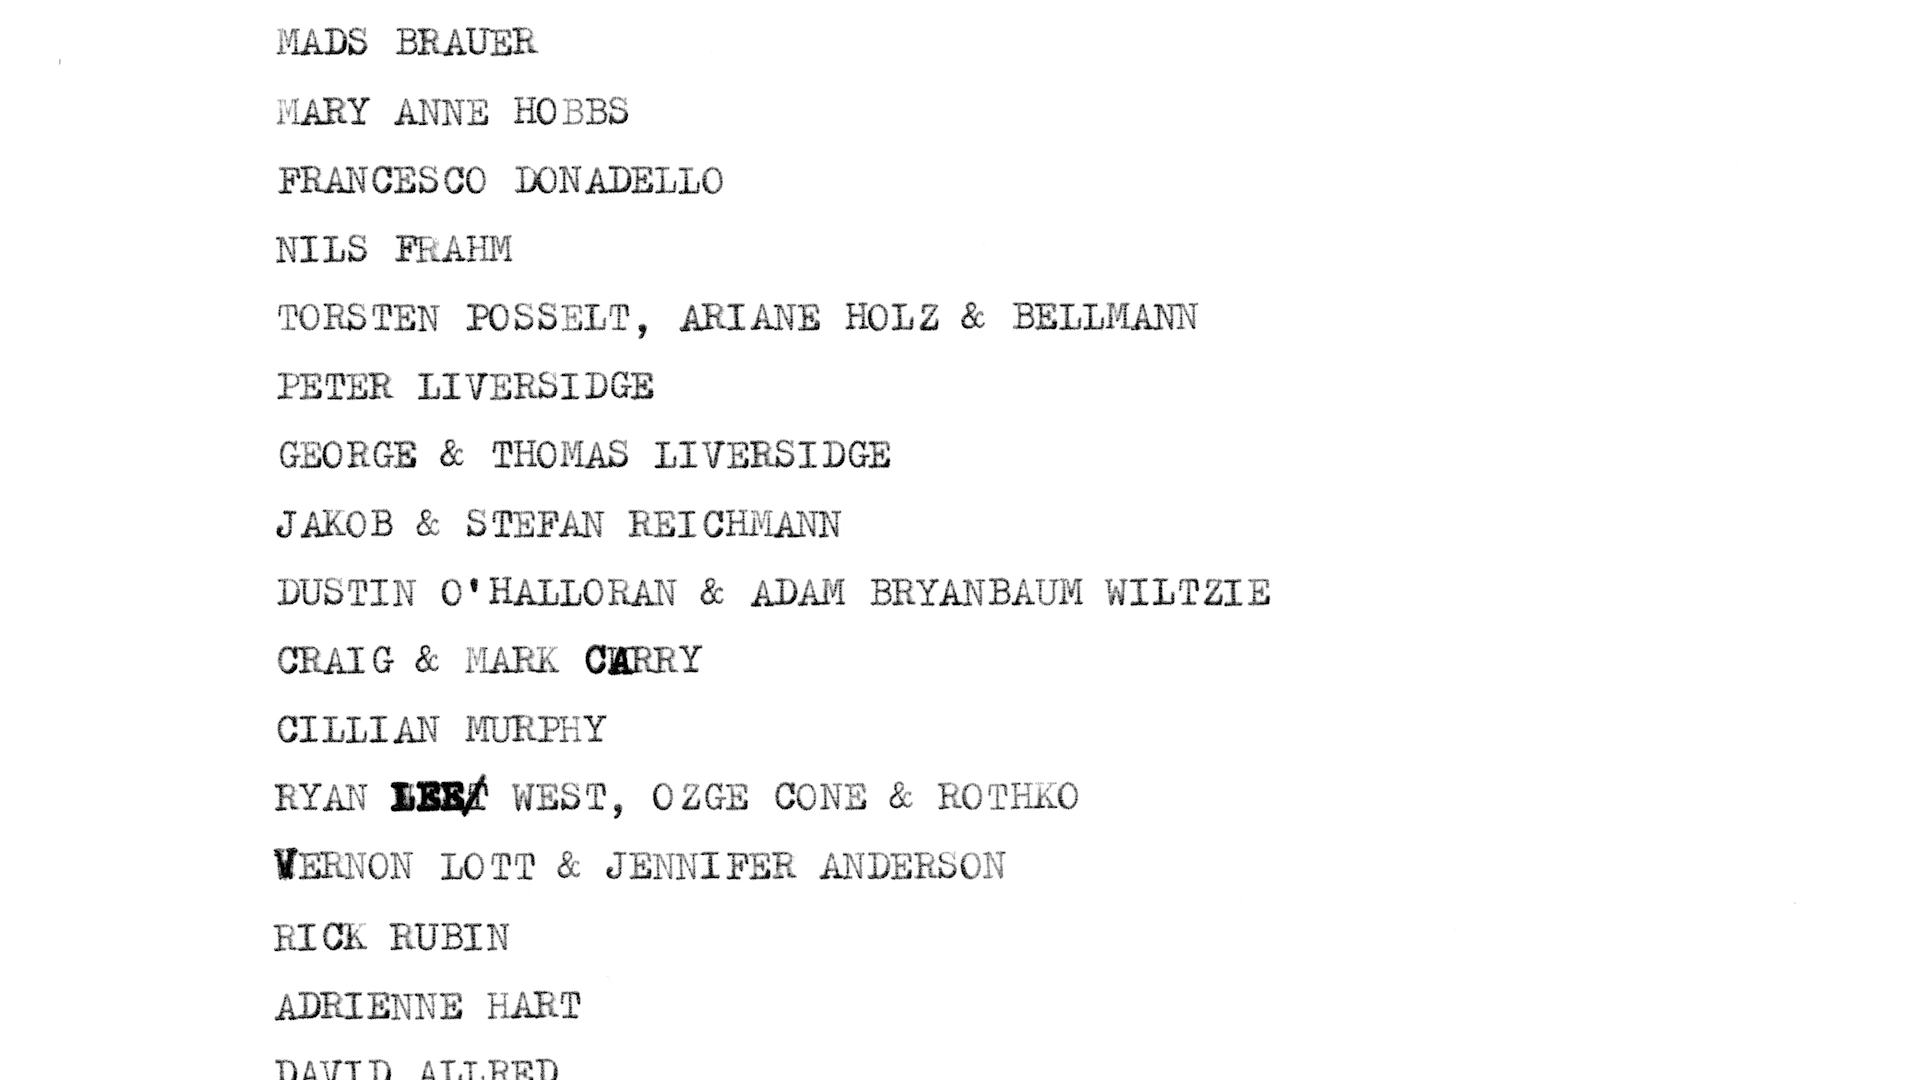 MADS BRAUER
MARY ANNE HOBBS
FRANCESCO DONADELLO
NILS FRAHM
TORSTEN POSSELT, ARIANE HOLZ & BELLMANN
PETER LIVERSIDGE
GEORGE & THOMAS LIVERSIDGE
JAKOB & STEFAN REICHMANN
DUSTIN O'HALLORAN & ADAM BRYANBAUM WILTZIE
CRAIG & MARK CARRY
CILLIAN MURPHY
RYAN LEE WEST, OZGE CONE & ROTHKO
VERNON LOTT & JENNIFER ANDERSON
RICK RUBIN
ADRIENNE HART
DAVID ALLRED